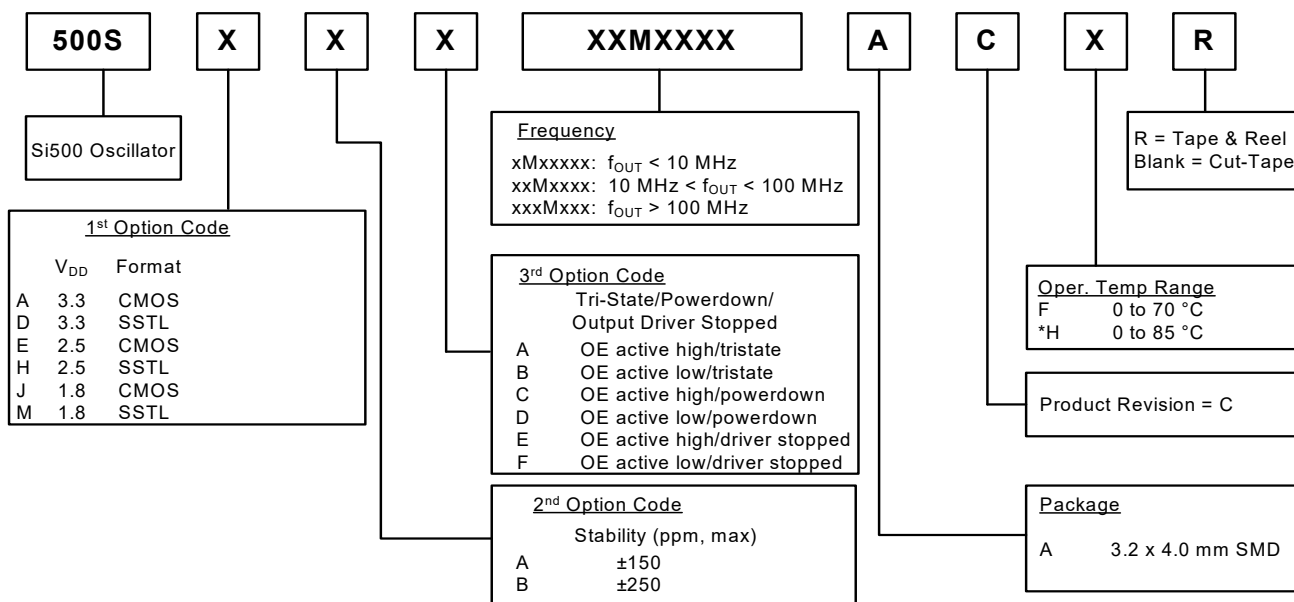 500S X X X XXMXXXX A C X R
Si500 Oscillator
Frequency
xMxxxxx: fOUT < 10 MHz
xxMxxxx: 10 MHz < fOUT < 100 MHz
xxxMxxx: fOUT > 100 MHz
R = Tape & Reel
Blank = Cut-Tape
1st Option Code
VDD Format
A 3.3 CMOS
D 3.3 SSTL
E 2.5 CMOS
H 2.5 SSTL
J 1.8 CMOS
M 1.8 SSTL
3rd Option Code
Tri-State/Powerdown/
Output Driver Stopped
A OE active high/tristate
B OE active low/tristate
C OE active high/powerdown
D OE active low/powerdown
E OE active high/driver stopped
F OE active low/driver stopped
Oper. Temp Range
F 0 to 70 °C
*H 0 to 85 °C
Product Revision = C
2nd Option Code
Stability (ppm, max)
A ±150
B ±250
Package
A 3.2 x 4.0 mm SMD